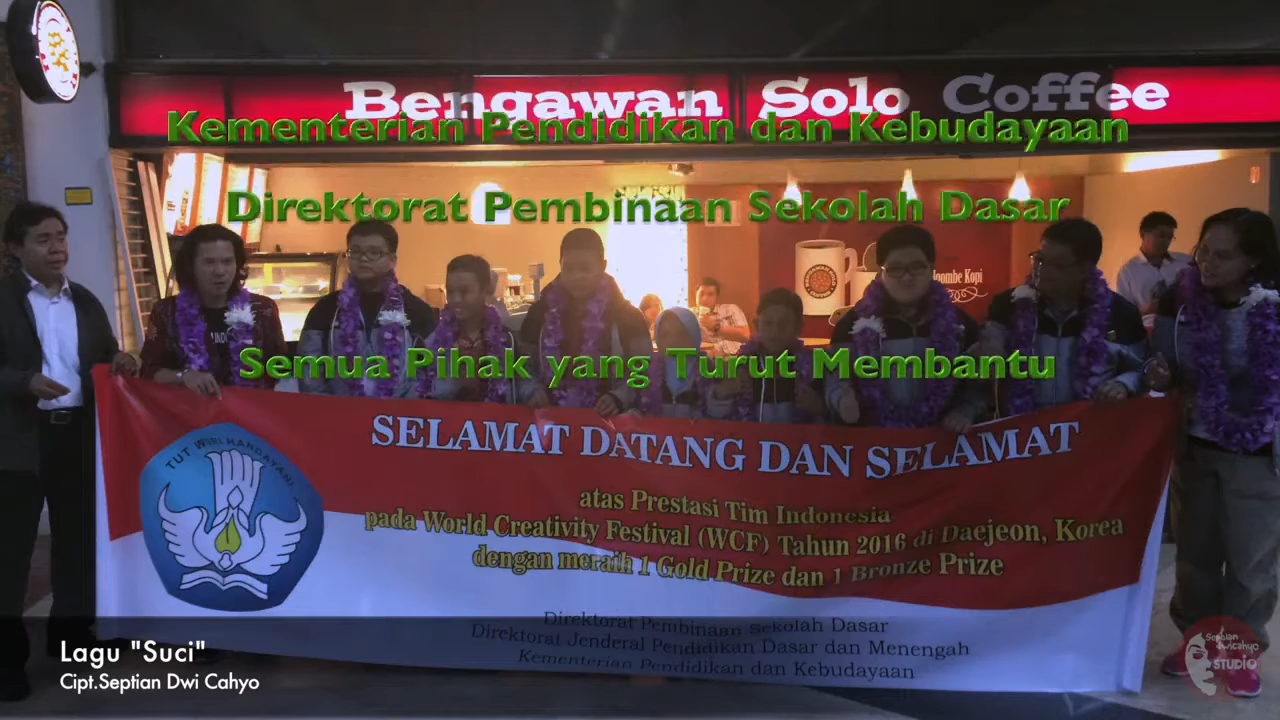 Bengawan Solo Coffee
Kementerian Pendidikan dan Kebudayaan
Direktorat Pembinaan Sekolah Dasar
Semua Pihak yang Turut Membantu
TUT WURI HANDAYANI
SELAMAT DATANG DAN SELAMAT
atas Prestasi Tim Indonesia
pada World Creativity Festival (WCF) Tahun 2016 di Daejeon, Korea
dengan meraih 1 Gold Prize dan 1 Bronze Prize
Direktorat Pembinaan Sekolah Dasar
Direktorat Jenderal Pendidikan Dasar dan Menengah
Kementerian Pendidikan dan Kebudayaan
Lagu "Suci"
Cipt.Septian Dwi Cahyo
Septian
dwicahyo
STUDIO